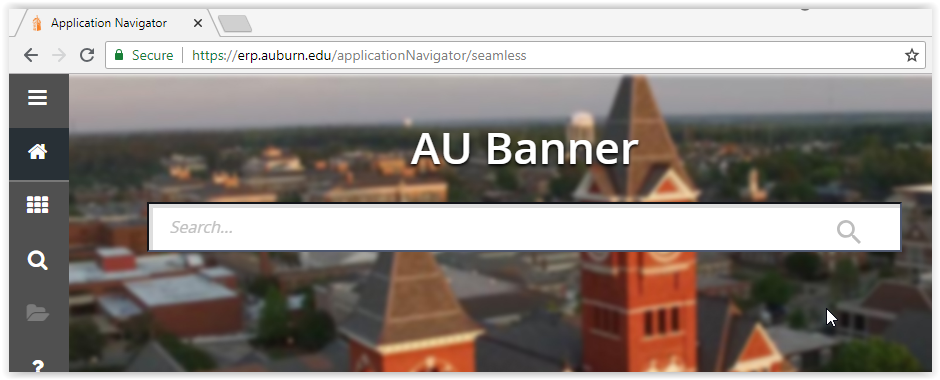 Application Navigator
Secure https://erp.auburn.edu/applicationNavigator/seamless
AU Banner
Search...
?